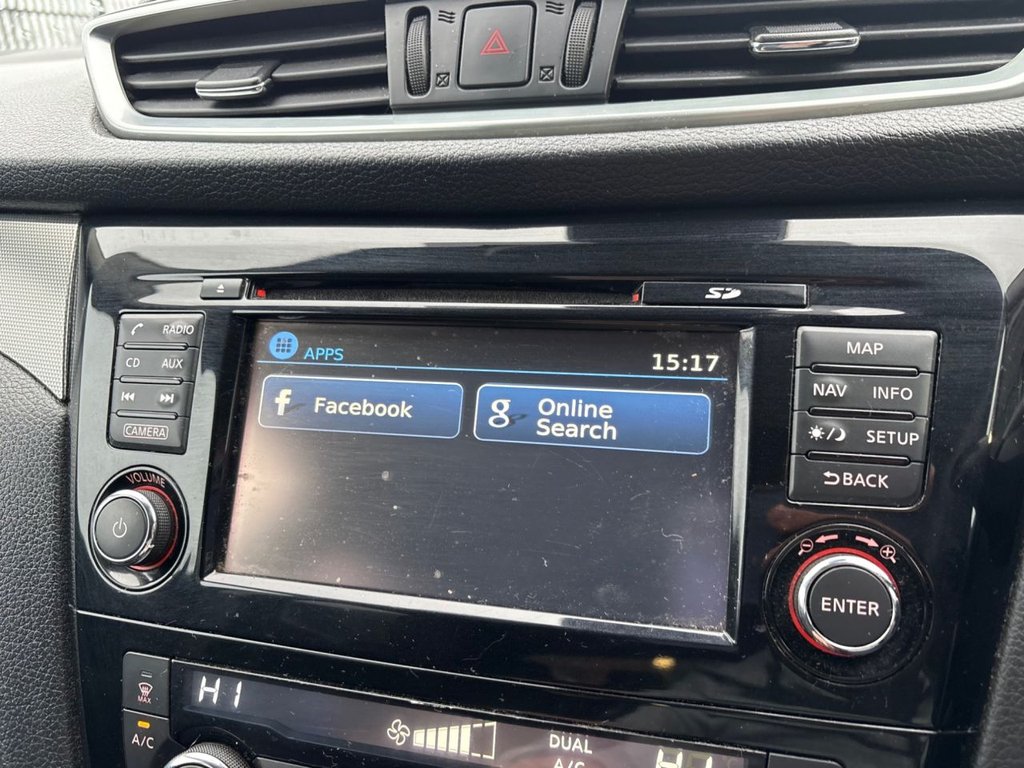 SD
RADIO
CD AUX
CAMERA
VOLUME
APPS
15:17
f Facebook
g Online
Search
MAP
NAV INFO
SETUP
BACK
ENTER
MAX
A/C
HI
DUAL
A/C
HI